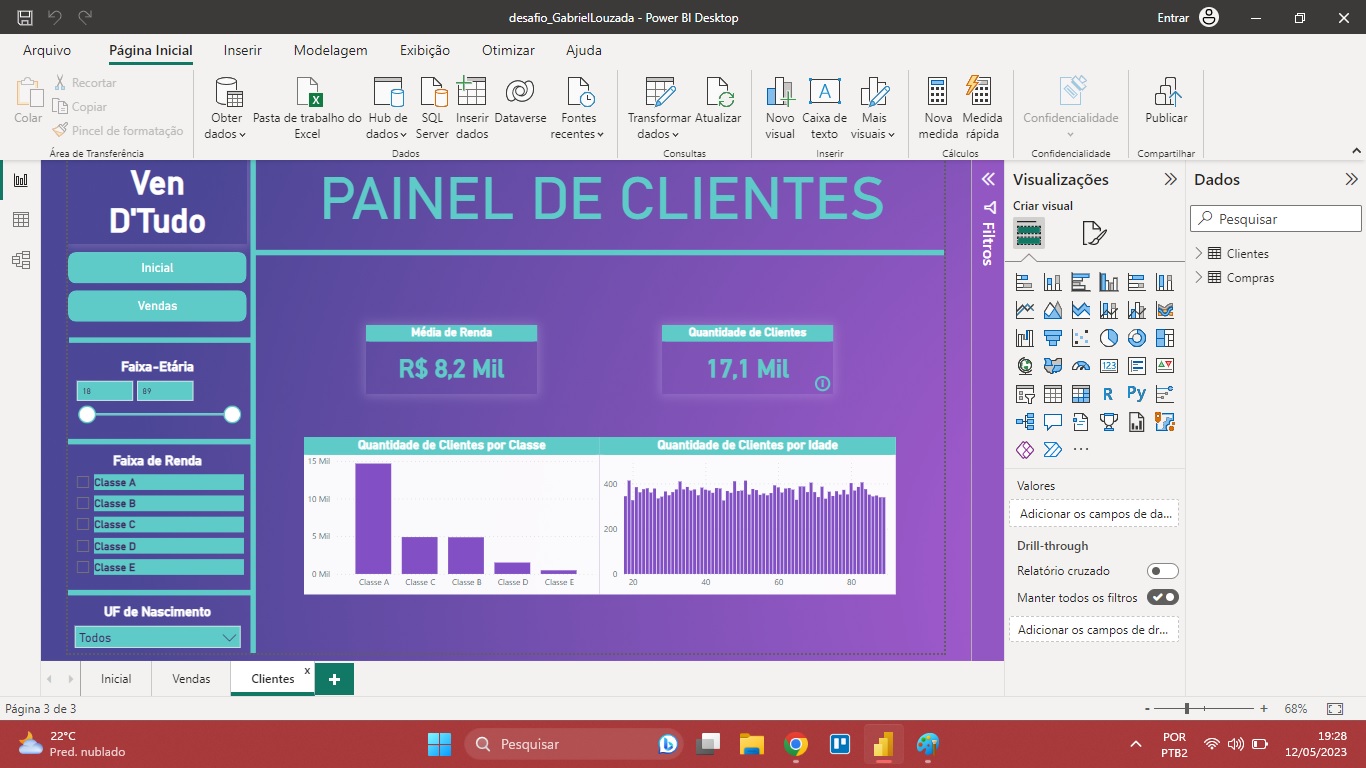 desafio_GabrielLouzada - Power BI Desktop
Entrar
Arquivo
Página Inicial
Inserir
Modelagem
Exibição
Otimizar
Ajuda
Colar
Recortar
Copiar
Pincel de formatação
Área de Transferência
Obter dados
Pasta de trabalho do Excel
Hub de dados
SQL Server
Inserir dados
Dataverse
Fontes recentes
Dados
Transformar dados
Atualizar
Consultas
Novo visual
Caixa de texto
Mais visuais
Inserir
Nova medida
Medida rápida
Cálculos
Confidencialidade
Confidencialidade
Publicar
Compartilhar
Ven
D'Tudo
Inicial
Vendas
Faixa-Etária
18
89
Faixa de Renda
Classe A
Classe B
Classe C
Classe D
Classe E
UF de Nascimento
Todos
PAINEL DE CLIENTES
Média de Renda
R$ 8,2 Mil
Quantidade de Clientes
17,1 Mil
Quantidade de Clientes por Classe
15 Mil
10 Mil
5 Mil
0 Mil
Classe A
Classe C
Classe B
Classe D
Classe E
Quantidade de Clientes por Idade
400
200
0
20
40
60
80
Filtros
Visualizações
Criar visual
123
R
Py
Valores
Adicionar os campos de da...
Drill-through
Relatório cruzado
Manter todos os filtros
Adicionar os campos de dr...
Dados
Pesquisar
Clientes
Compras
Inicial
Vendas
Clientes
x
Página 3 de 3
68%
22°C
Pred. nublado
Pesquisar
POR
PTB2
19:28
12/05/2023